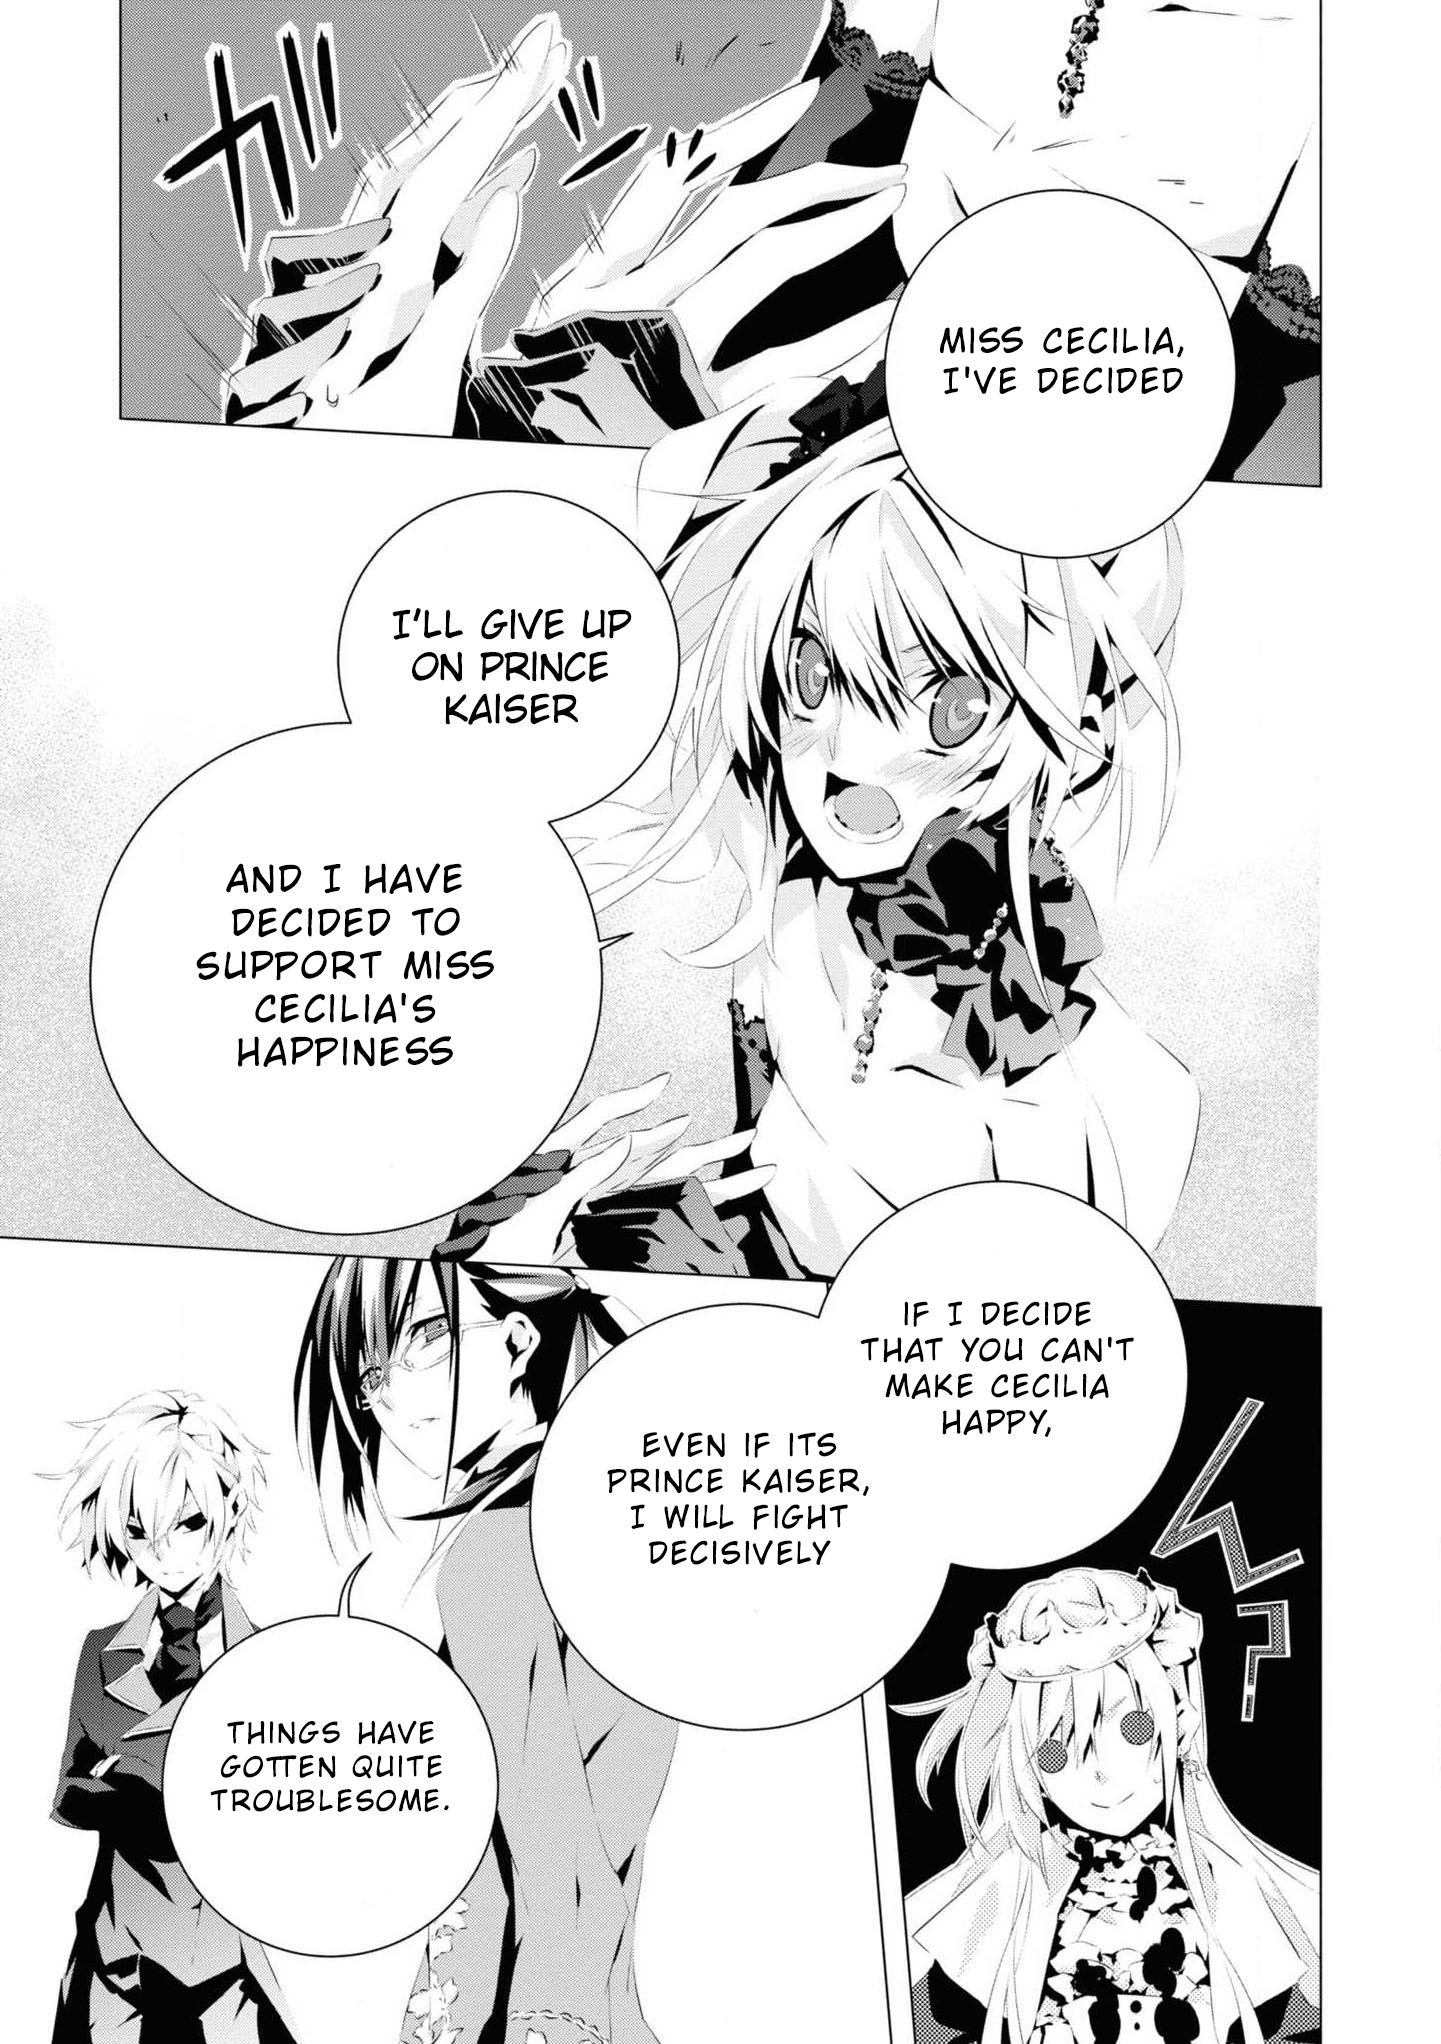 ガバッ
MISS CECILIA,
I'VE DECIDED
I'LL GIVE UP
ON PRINCE
KAISER
AND I HAVE
DECIDED TO
SUPPORT MISS
CECILIA'S
HAPPINESS
IF I DECIDE
THAT YOU CAN'T
MAKE CECILIA
HAPPY,
EVEN IF ITS
PRINCE KAISER,
I WILL FIGHT
DECISIVELY
ん?
THINGS HAVE
GOTTEN QUITE
TROUBLESOME.